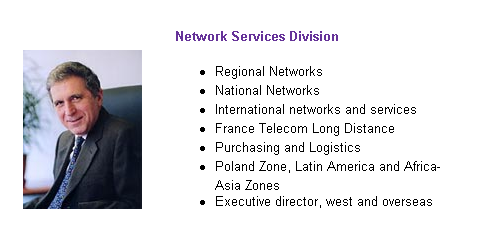 Network Services Division
Regional Networks
National Networks
International networks and services
France Telecom Long Distance
Purchasing and Logistics
Poland Zone, Latin America and Africa-
Asia Zones
Executive director, west and overseas